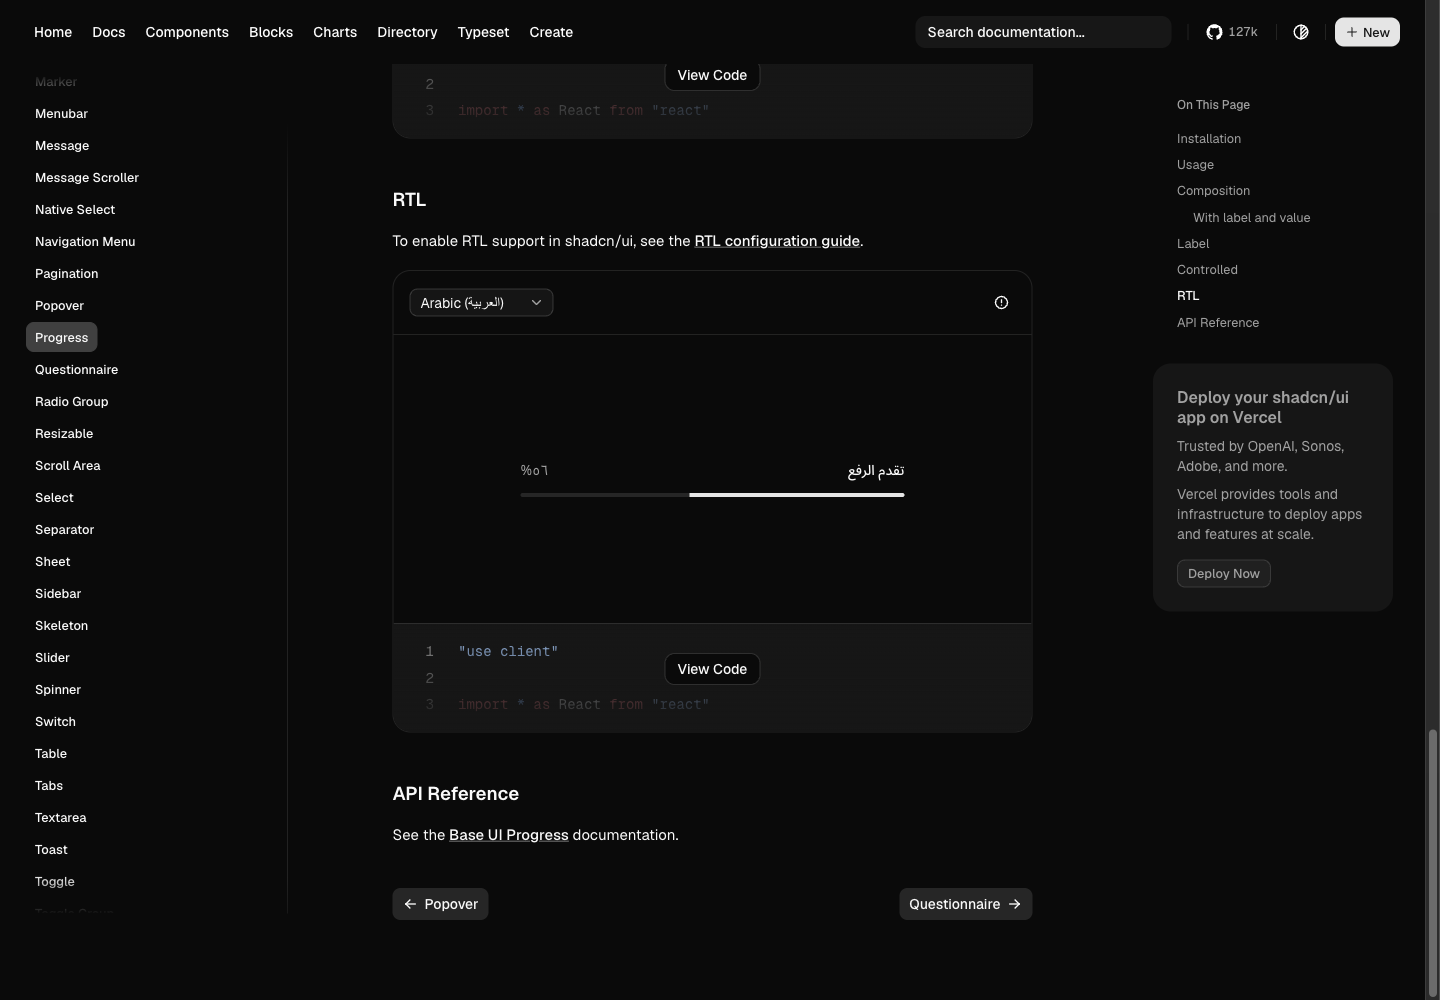 Home
Docs
Components
Blocks
Charts
Directory
Typeset
Create
Search documentation...
127k
New
Marker
Menubar
Message
Message Scroller
Native Select
Navigation Menu
Pagination
Popover
Progress
Questionnaire
Radio Group
Resizable
Scroll Area
Select
Separator
Sheet
Sidebar
Skeleton
Slider
Spinner
Switch
Table
Tabs
Textarea
Toast
Toggle
Toggle Group
View Code
2
3 import * as React from "react"
RTL
To enable RTL support in shadcn/ui, see the RTL configuration guide.
Arabic (العربية)
تقدم الرفع
٥٦%
1 "use client"
View Code
2
3 import * as React from "react"
API Reference
See the Base UI Progress documentation.
Popover
Questionnaire
On This Page
Installation
Usage
Composition
With label and value
Label
Controlled
RTL
API Reference
Deploy your shadcn/ui
app on Vercel
Trusted by OpenAI, Sonos,
Adobe, and more.
Vercel provides tools and
infrastructure to deploy apps
and features at scale.
Deploy Now